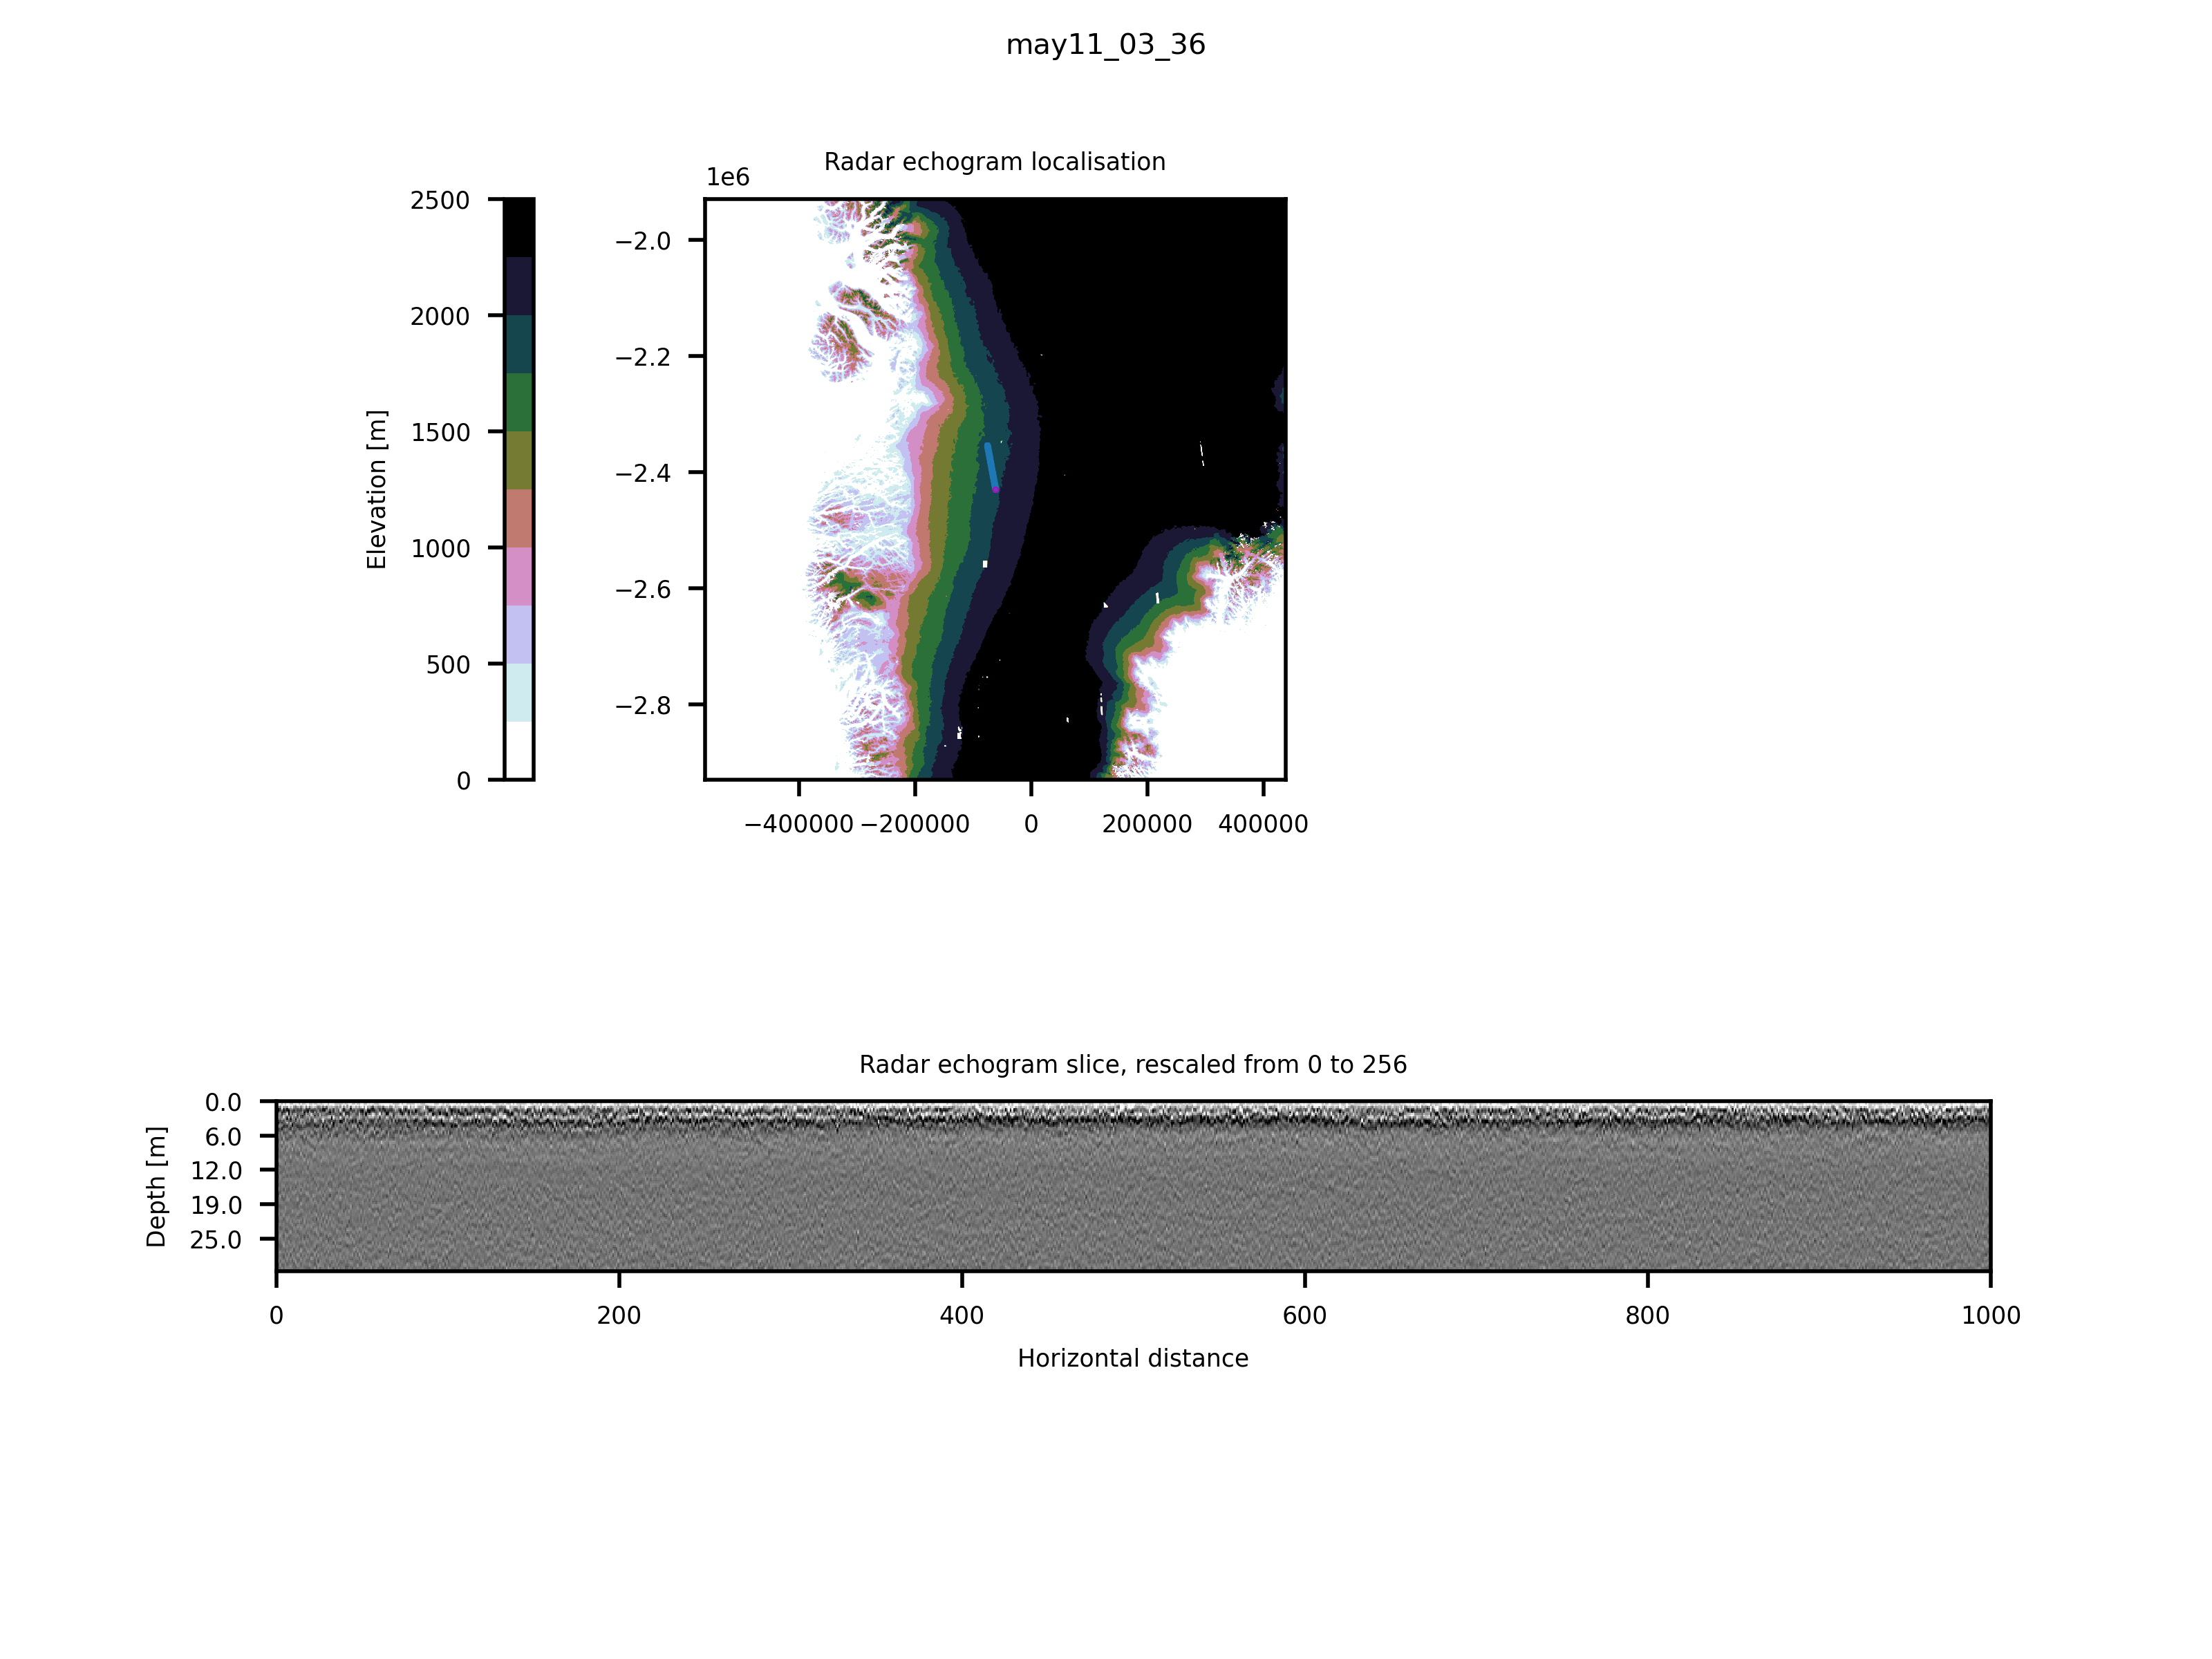 may11_03_36
Radar echogram localisation
1e6
2500
2000
1500
1000
500
0
Elevation [m]
−2.0
−2.2
−2.4
−2.6
−2.8
−400000 −200000 0 200000 400000
Radar echogram slice, rescaled from 0 to 256
0.0
6.0
12.0
19.0
25.0
Depth [m]
0 200 400 600 800 1000
Horizontal distance